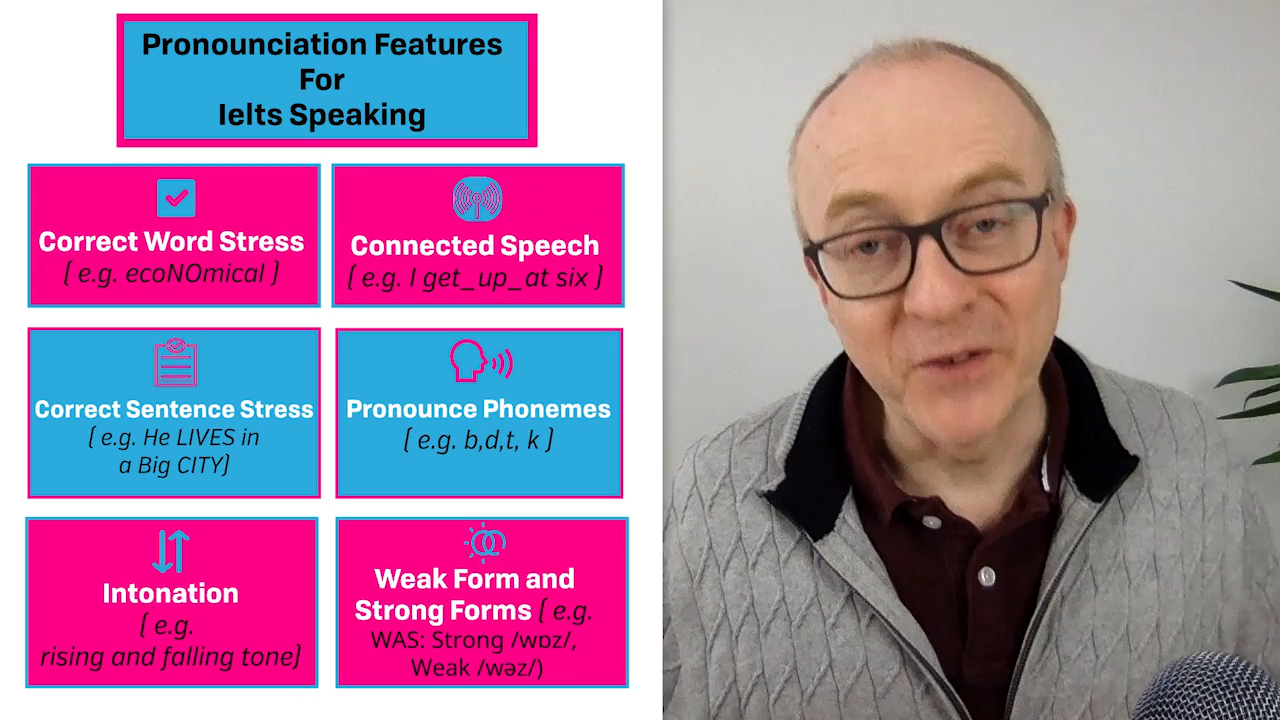 Pronounciation Features
For
Ielts Speaking
Correct Word Stress
( e.g. ecoNOmical )
Connected Speech
( e.g. I get_up_at six )
Correct Sentence Stress
( e.g. He LIVES in
a Big CITY)
Pronounce Phonemes
( e.g. b,d,t, k )
Intonation
( e.g.
rising and falling tone)
Weak Form and
Strong Forms ( e.g.
WAS: Strong /wɒz/,
Weak /wəz/)